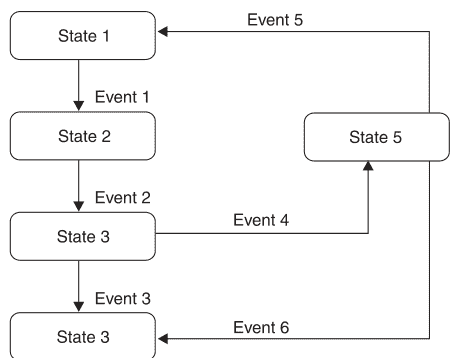 State 1
Event 5
Event 1
State 2
State 5
Event 2
State 3
Event 4
Event 3
State 3
Event 6